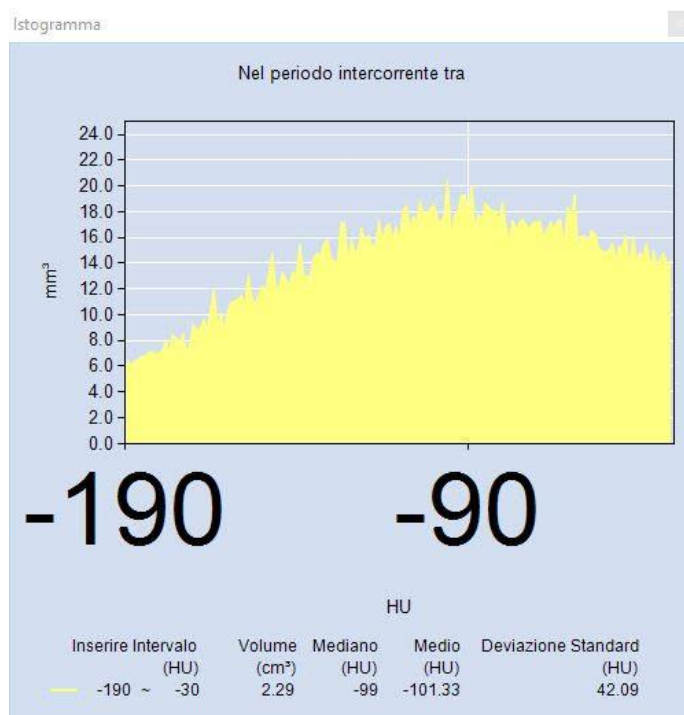 Istogramma
Nel periodo intercorrente tra
24.0
22.0
20.0
18.0
16.0
14.0
12.0
10.0
8.0
6.0
4.0
2.0
0.0
mm³
-190 -90
HU
Inserire Intervalo Volume Mediano Medio Deviazione Standard
(HU) (cm³) (HU) (HU) (HU)
-190 ~ -30 2.29 -99 -101.33 42.09